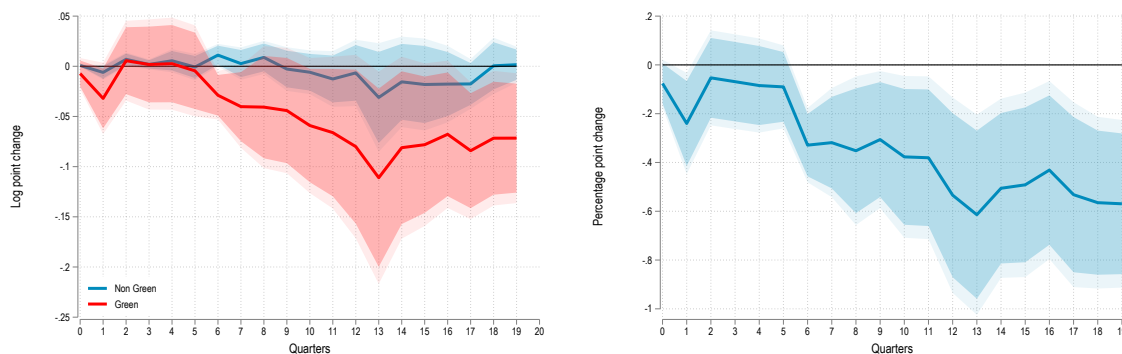 .05
0
-.05
-.1
-.15
-.2
-.25
Log point change
Non Green
Green
0 1 2 3 4 5 6 7 8 9 10 11 12 13 14 15 16 17 18 19 20
Quarters
.2
0
-.2
-.4
-.6
-.8
-1
Percentage point change
0 1 2 3 4 5 6 7 8 9 10 11 12 13 14 15 16 17 18
Quarters